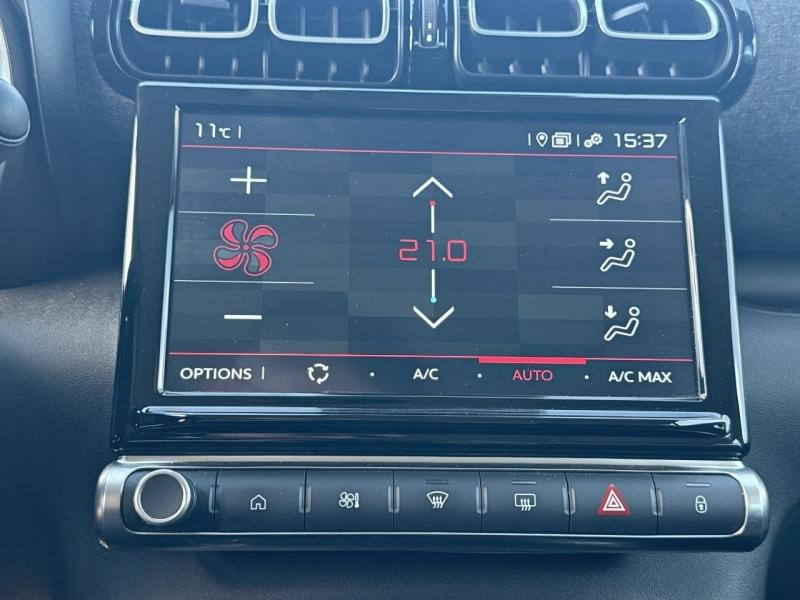 11°C
15:37
21.0
OPTIONS A/C AUTO A/C MAX